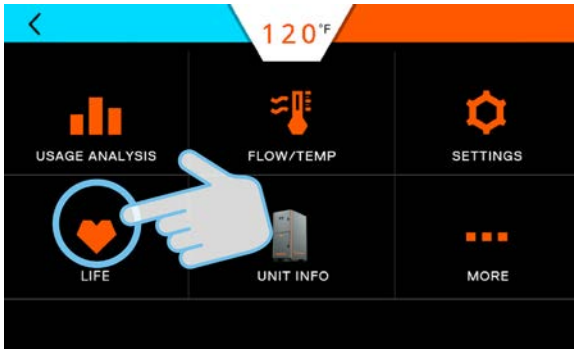 120°F
USAGE ANALYSIS
FLOW/TEMP
SETTINGS
LIFE
UNIT INFO
MORE